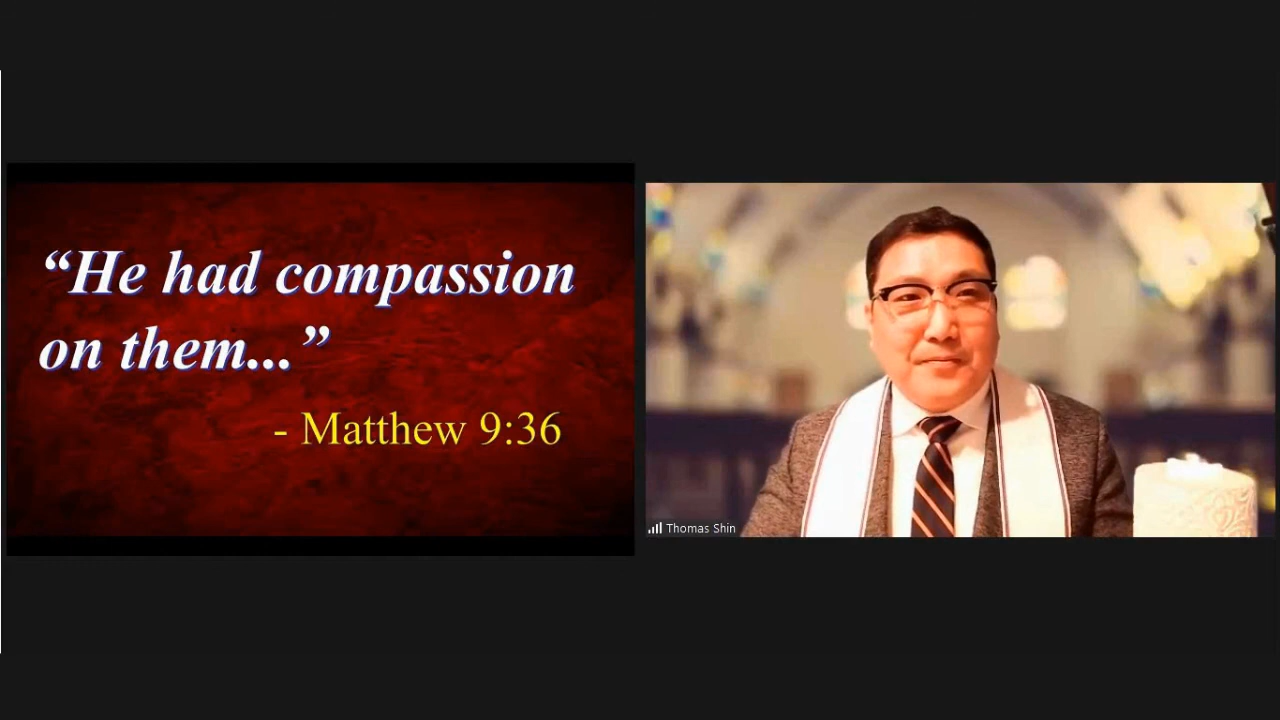 “He had compassion
on them...”
- Matthew 9:36
Thomas Shin